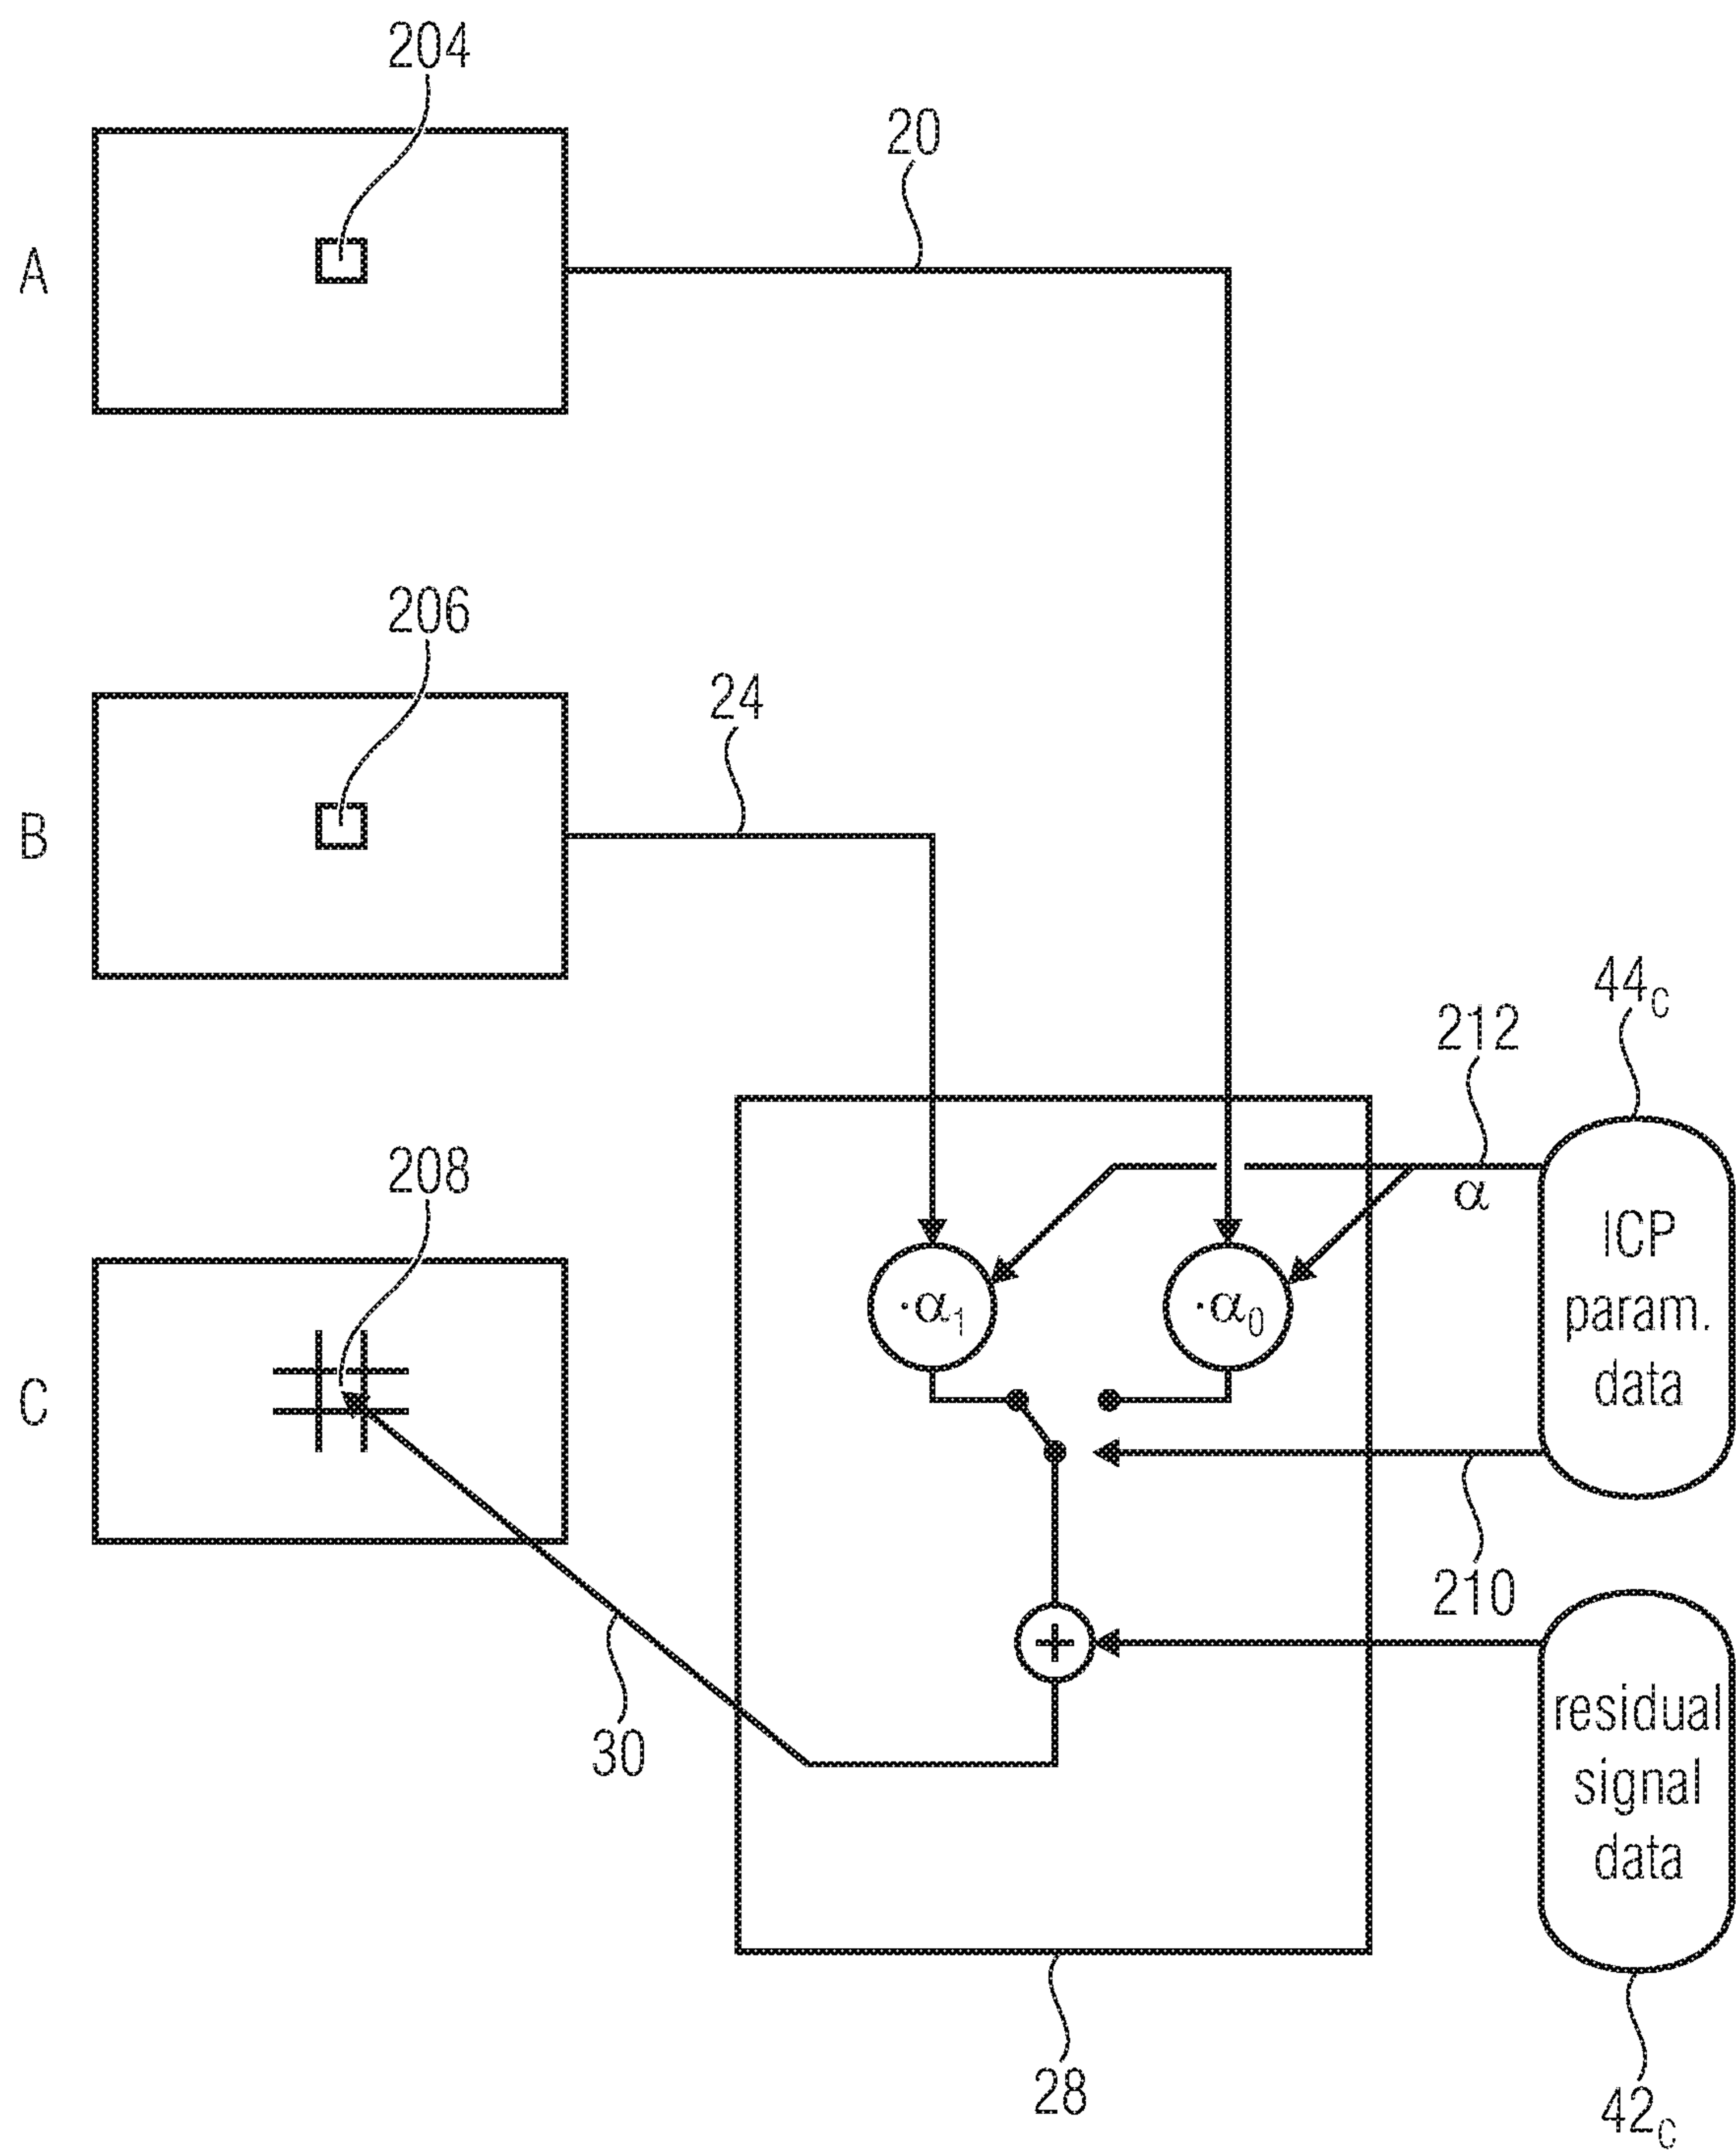 204
20
A
206
24
B
44C
212
α
208
ICP
param.
data
·α1
·α0
C
210
30
+
residual
signal
data
28
42C